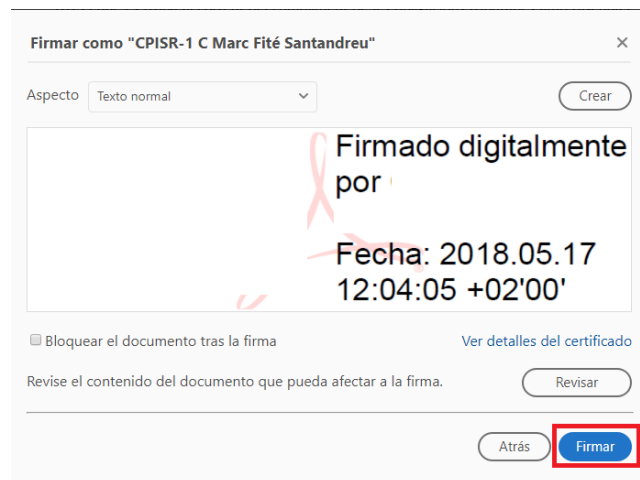 Firmar como "CPISR-1 C Marc Fité Santandreu"
Aspecto Texto normal Crear
Firmado digitalmente
por
Fecha: 2018.05.17
12:04:05 +02'00'
Bloquear el documento tras la firma Ver detalles del certificado
Revise el contenido del documento que pueda afectar a la firma. Revisar
Atrás Firmar